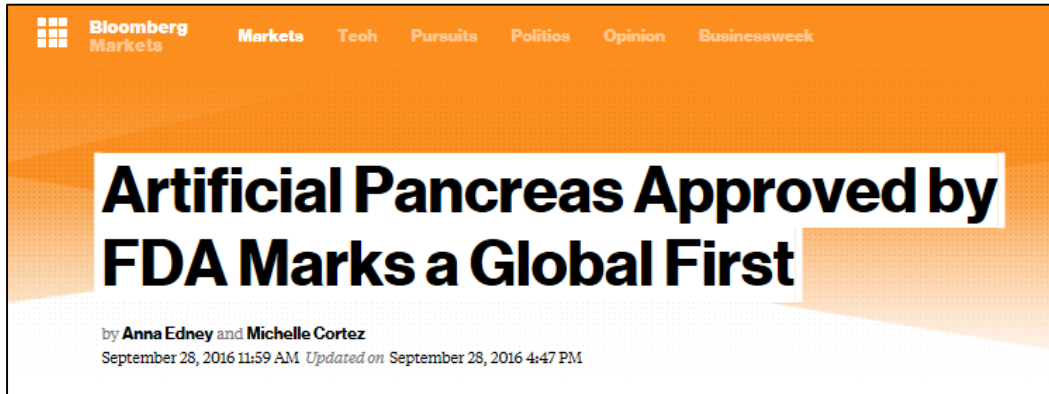 Bloomberg
Markets
Markets Tech Pursuits Politics Opinion Businessweek
Artificial Pancreas Approved by
FDA Marks a Global First
by Anna Edney and Michelle Cortez
September 28, 2016 11:59 AM Updated on September 28, 2016 4:47 PM